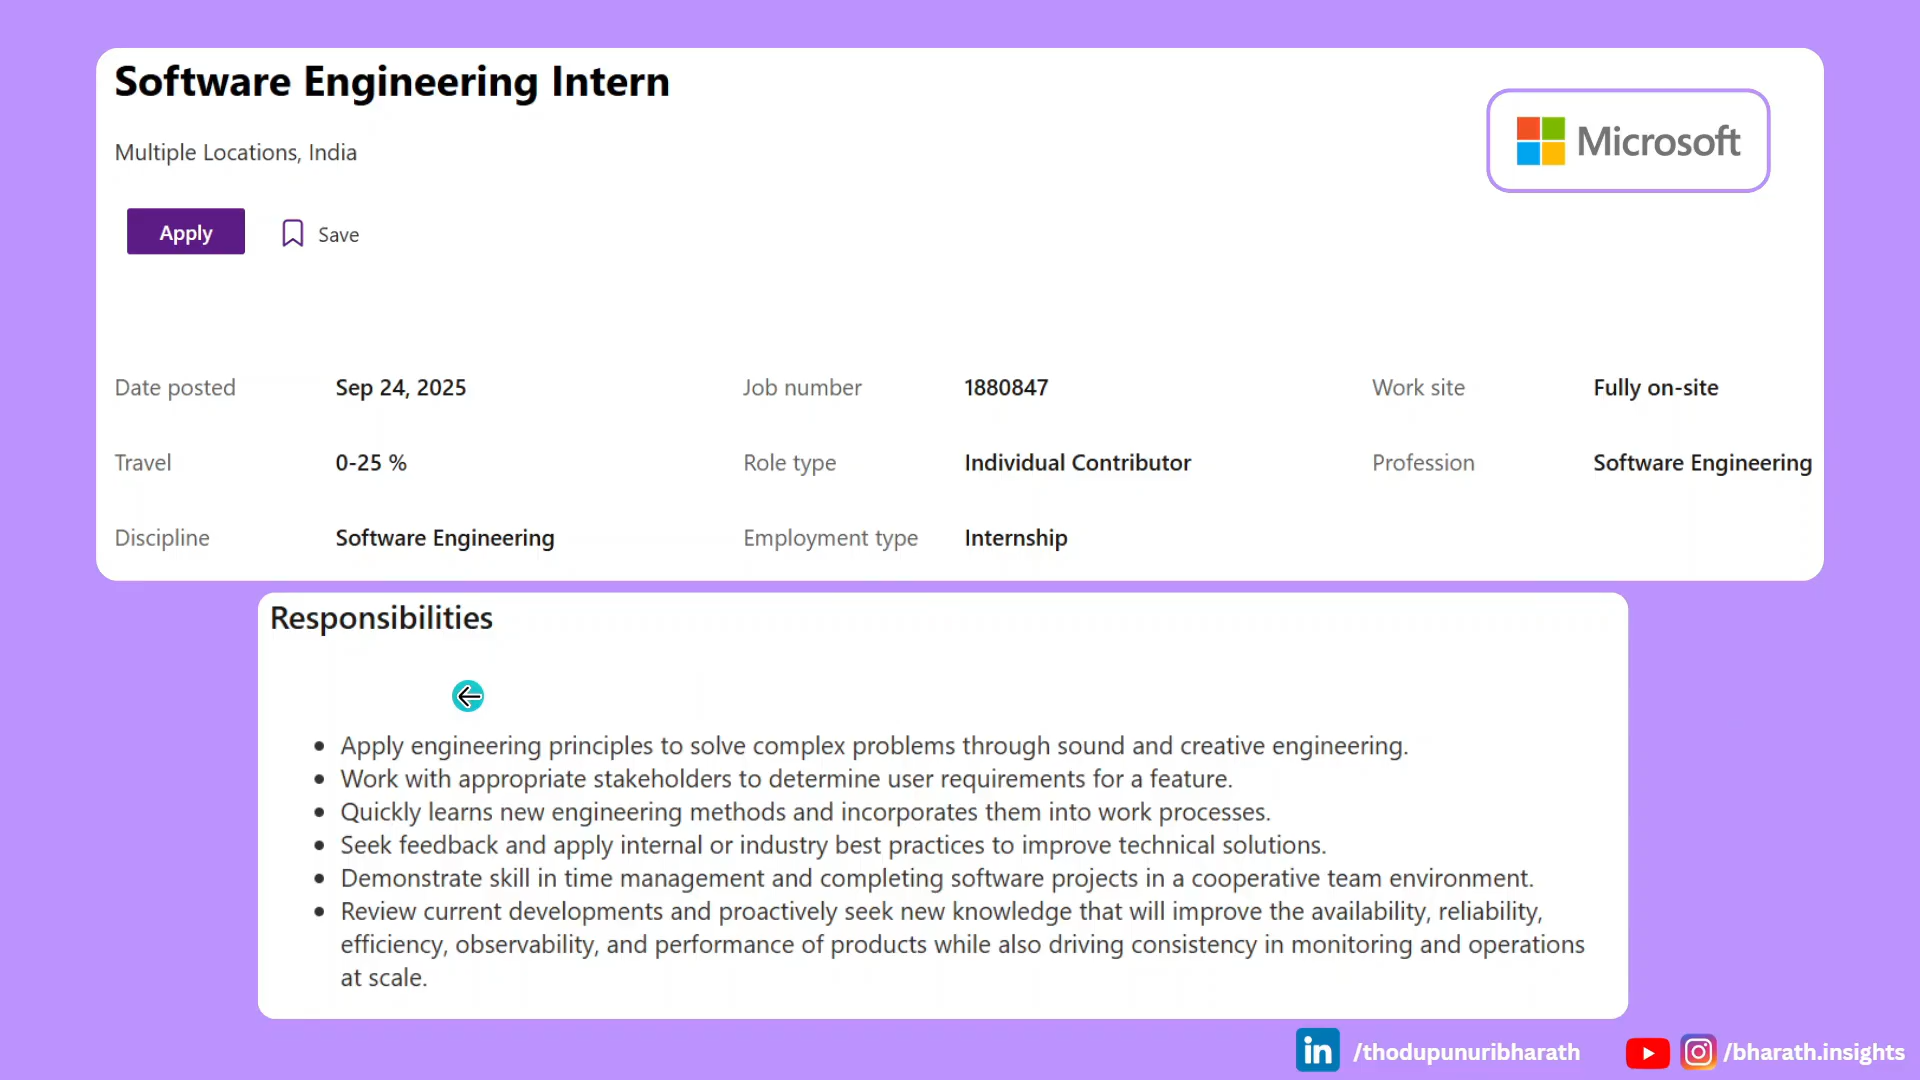 Software Engineering Intern
Microsoft
Multiple Locations, India
Apply
Save
Date posted Sep 24, 2025 Job number 1880847 Work site Fully on-site
Travel 0-25 % Role type Individual Contributor Profession Software Engineering
Discipline Software Engineering Employment type Internship
Responsibilities
• Apply engineering principles to solve complex problems through sound and creative engineering.
• Work with appropriate stakeholders to determine user requirements for a feature.
• Quickly learns new engineering methods and incorporates them into work processes.
• Seek feedback and apply internal or industry best practices to improve technical solutions.
• Demonstrate skill in time management and completing software projects in a cooperative team environment.
• Review current developments and proactively seek new knowledge that will improve the availability, reliability,
efficiency, observability, and performance of products while also driving consistency in monitoring and operations
at scale.
in /thodupunuribharath /bharath.insights